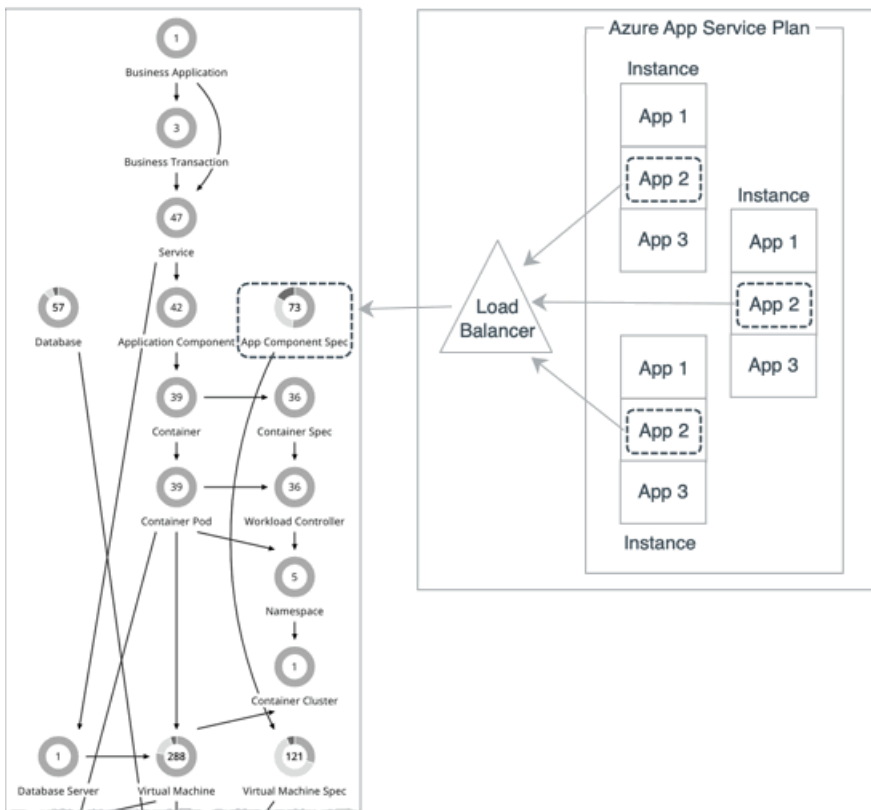 1
Business Application
3
Business Transaction
47
Service
57
Database
42
Application Component
73
App Component Spec
39
Container
36
Container Spec
39
Container Pod
36
Workload Controller
5
Namespace
1
Container Cluster
1
Database Server
288
Virtual Machine
121
Virtual Machine Spec
Azure App Service Plan
Instance
App 1
App 2
App 3
Instance
App 1
App 2
App 3
Load
Balancer
App 1
App 2
App 3
Instance